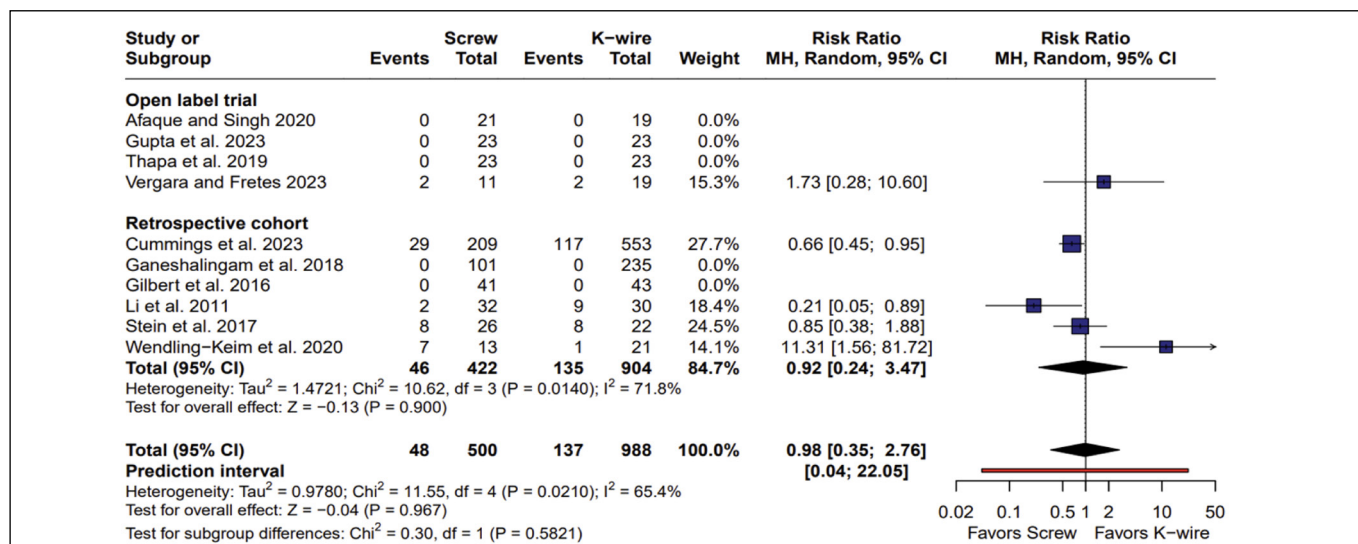 Study or Screw K−wire Risk Ratio Risk Ratio
Subgroup Events Total Events Total Weight MH, Random, 95% CI MH, Random, 95% CI
Open label trial
Afaque and Singh 2020 0 21 0 19 0.0%
Gupta et al. 2023 0 23 0 23 0.0%
Thapa et al. 2019 0 23 0 23 0.0%
Vergara and Fretes 2023 2 11 2 19 15.3% 1.73 [0.28; 10.60]
Retrospective cohort
Cummings et al. 2023 29 209 117 553 27.7% 0.66 [0.45; 0.95]
Ganeshalingam et al. 2018 0 101 0 235 0.0%
Gilbert et al. 2016 0 41 0 43 0.0%
Li et al. 2011 2 32 9 30 18.4% 0.21 [0.05; 0.89]
Stein et al. 2017 8 26 8 22 24.5% 0.85 [0.38; 1.88]
Wendling−Keim et al. 2020 7 13 1 21 14.1% 11.31 [1.56; 81.72]
Total (95% CI) 46 422 135 904 84.7% 0.92 [0.24; 3.47]
Heterogeneity: Tau² = 1.4721; Chi² = 10.62, df = 3 (P = 0.0140); I² = 71.8%
Test for overall effect: Z = −0.13 (P = 0.900)
Total (95% CI) 48 500 137 988 100.0% 0.98 [0.35; 2.76]
Prediction interval [0.04; 22.05]
Heterogeneity: Tau² = 0.9780; Chi² = 11.55, df = 4 (P = 0.0210); I² = 65.4%
Test for overall effect: Z = −0.04 (P = 0.967)
0.02 0.1 0.5 1 2 10 50
Test for subgroup differences: Chi² = 0.30, df = 1 (P = 0.5821) Favors Screw Favors K−wire